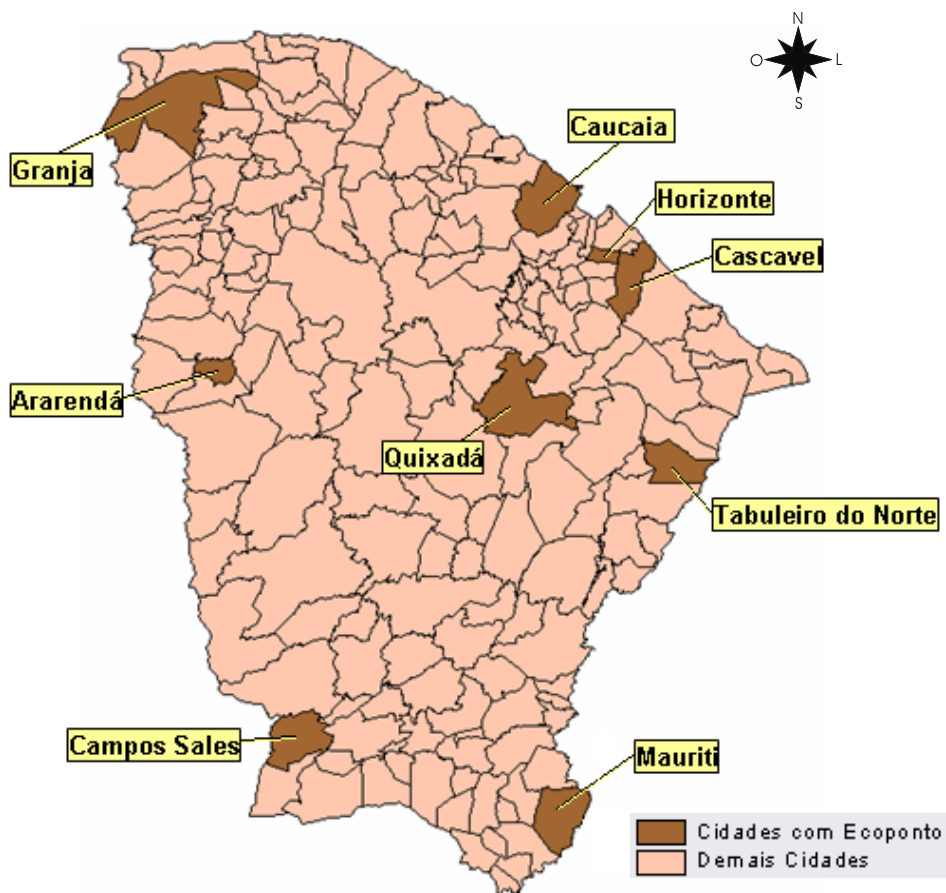 N
O
L
S
Caucaia
Granja
Horizonte
Cascavel
Ararendá
Quixadá
Tabuleiro do Norte
Campos Sales
Mauriti
Cidades com Ecoponto
Demais Cidades